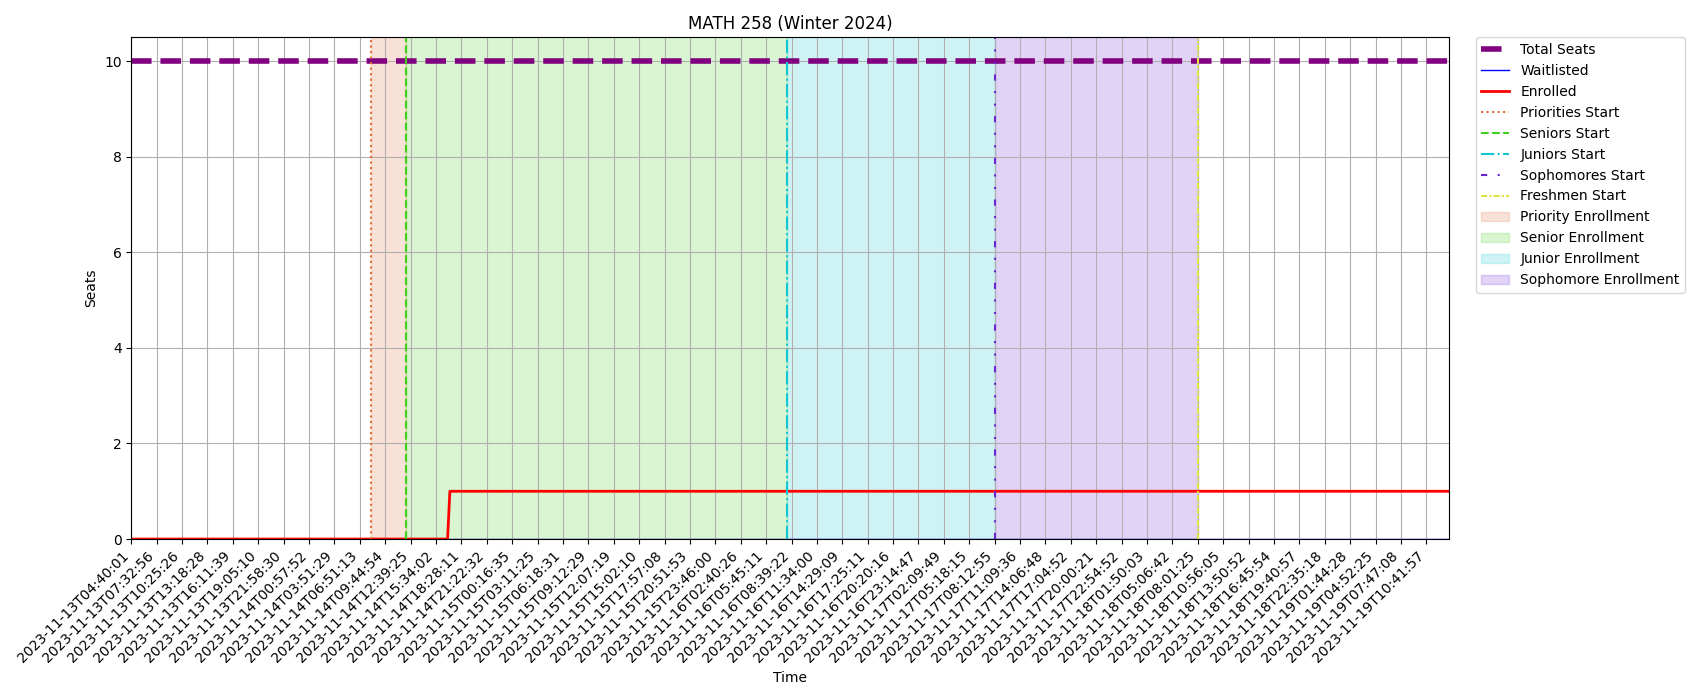 MATH 258 (Winter 2024)
Seats
10
8
6
4
2
0
2023-11-13T04:40:01
2023-11-13T07:32:56
2023-11-13T10:25:26
2023-11-13T13:18:28
2023-11-13T16:11:39
2023-11-13T19:05:10
2023-11-13T21:58:30
2023-11-14T00:57:52
2023-11-14T03:51:29
2023-11-14T06:51:13
2023-11-14T09:44:54
2023-11-14T12:39:25
2023-11-14T15:34:02
2023-11-14T18:28:11
2023-11-14T21:22:32
2023-11-15T00:16:35
2023-11-15T03:11:25
2023-11-15T06:18:31
2023-11-15T09:12:29
2023-11-15T12:07:19
2023-11-15T15:02:10
2023-11-15T17:57:08
2023-11-15T20:51:53
2023-11-15T23:46:00
2023-11-16T02:40:26
2023-11-16T05:45:11
2023-11-16T08:39:22
2023-11-16T11:34:00
2023-11-16T14:29:09
2023-11-16T17:25:11
2023-11-16T20:20:16
2023-11-16T23:14:47
2023-11-17T02:09:49
2023-11-17T05:18:15
2023-11-17T08:12:55
2023-11-17T11:09:36
2023-11-17T14:06:48
2023-11-17T17:04:52
2023-11-17T20:00:21
2023-11-17T22:54:52
2023-11-18T01:50:03
2023-11-18T05:06:42
2023-11-18T08:01:25
2023-11-18T10:56:05
2023-11-18T13:50:52
2023-11-18T16:45:54
2023-11-18T19:40:57
2023-11-18T22:35:18
2023-11-19T01:44:28
2023-11-19T04:52:25
2023-11-19T07:47:08
2023-11-19T10:41:57
Time
Total Seats
Waitlisted
Enrolled
Priorities Start
Seniors Start
Juniors Start
Sophomores Start
Freshmen Start
Priority Enrollment
Senior Enrollment
Junior Enrollment
Sophomore Enrollment